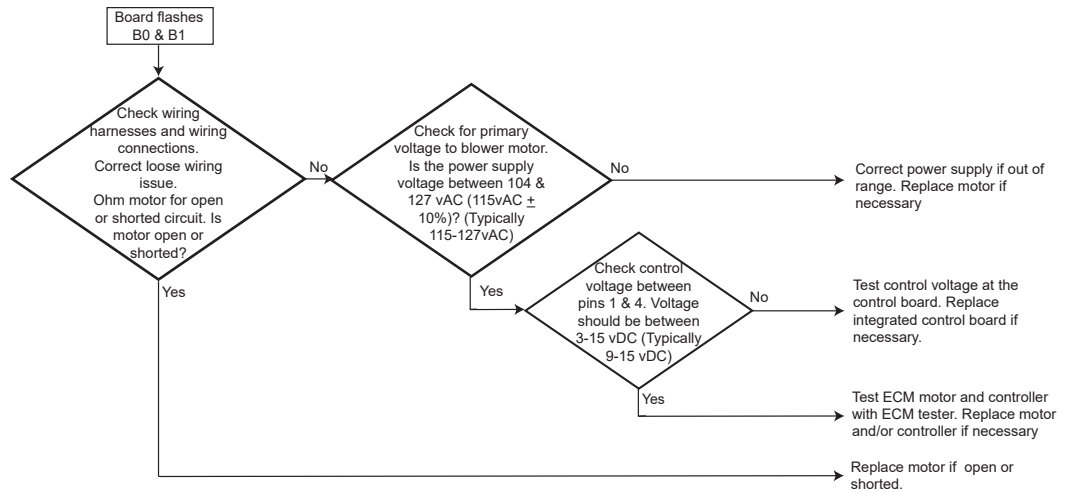 Board flashes
B0 & B1
Check wiring
harnesses and wiring
connections.
Correct loose wiring
issue.
Ohm motor for open
or shorted circuit. Is
motor open or
shorted?
No
Yes
Check for primary
voltage to blower motor.
Is the power supply
voltage between 104 &
127 vAC (115vAC ±
10%)? (Typically
115-127vAC)
No
Yes
Correct power supply if out of
range. Replace motor if
necessary
Check control
voltage between
pins 1 & 4. Voltage
should be between
3-15 vDC (Typically
9-15 vDC)
No
Yes
Test control voltage at the
control board. Replace
integrated control board if
necessary.
Test ECM motor and controller
with ECM tester. Replace motor
and/or controller if necessary
Replace motor if open or
shorted.